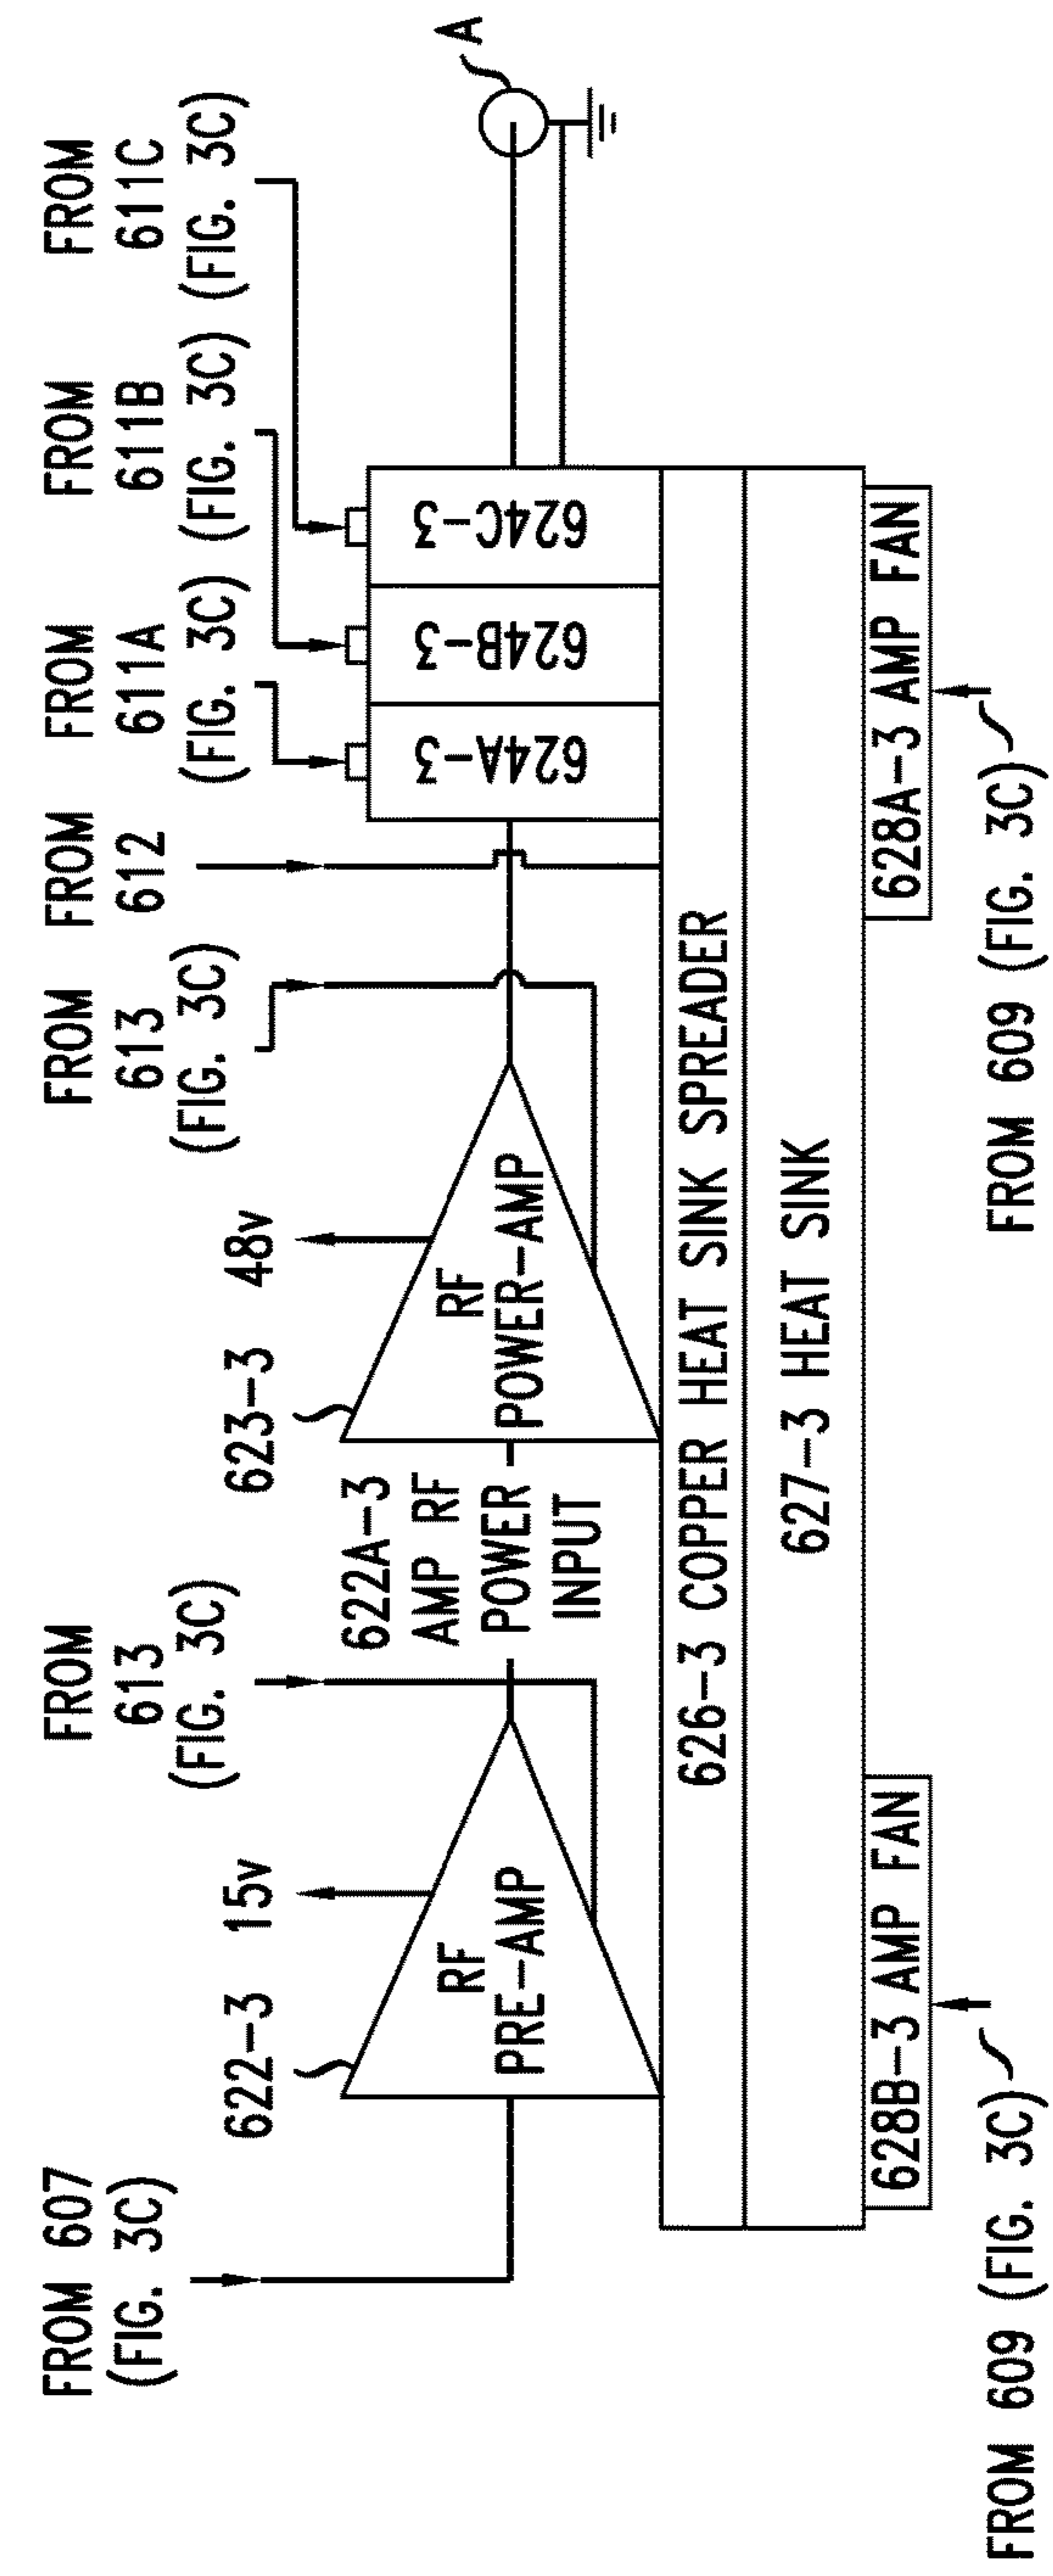 FROM 607
(FIG. 3C)
622-3
15v
FROM
613
(FIG. 3C)
RF
PRE-AMP
622A-3
AMP RF
POWER
INPUT
623-3
48v
RF
POWER-AMP
FROM
613
(FIG. 3C)
FROM
612
FROM
611A
(FIG. 3C)
FROM
611B
(FIG. 3C)
FROM
611C
(FIG. 3C)
624A-3
624B-3
624C-3
A
626-3 COPPER HEAT SINK SPREADER
627-3 HEAT SINK
628B-3 AMP FAN
628A-3 AMP FAN
FROM 609 (FIG. 3C)
FROM 609 (FIG. 3C)